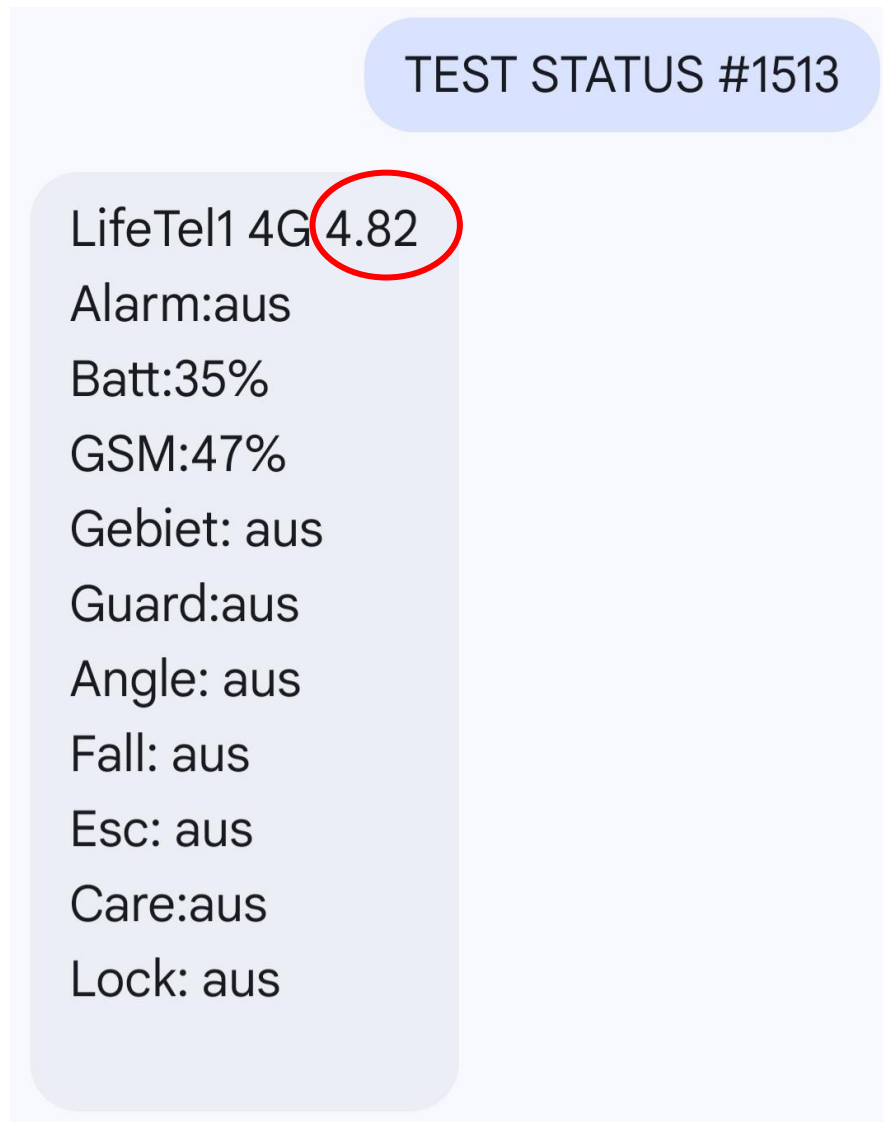 TEST STATUS #1513
LifeTel1 4G 4.82
Alarm:aus
Batt:35%
GSM:47%
Gebiet: aus
Guard:aus
Angle: aus
Fall: aus
Esc: aus
Care:aus
Lock: aus